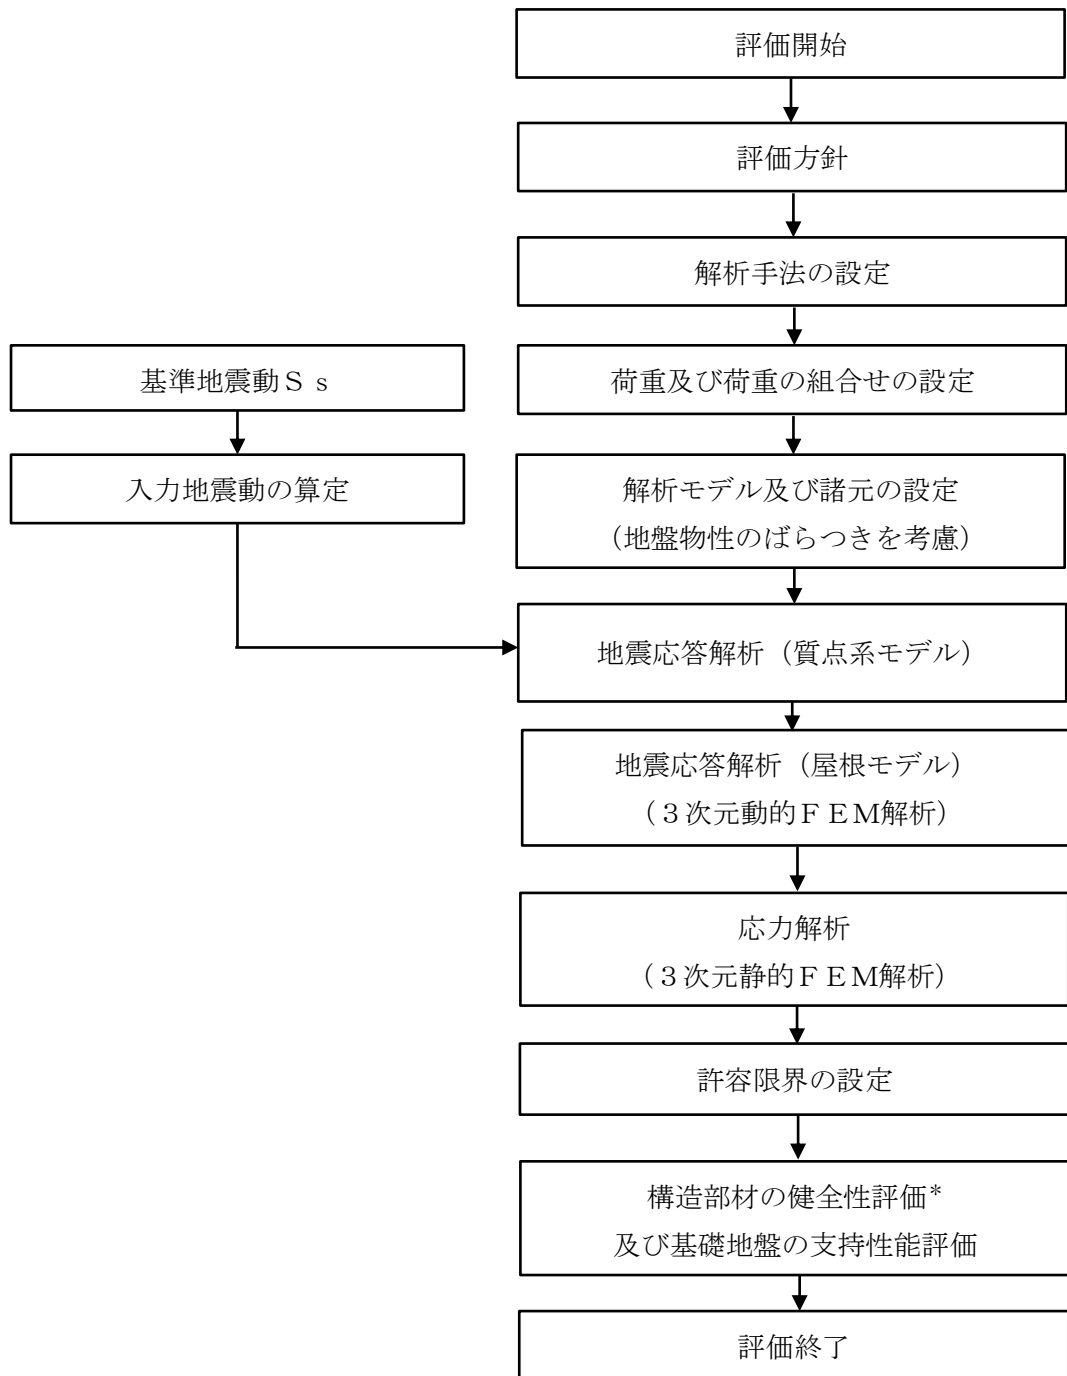 評価開始
評価方針
解析手法の設定
基準地震動Ｓｓ
荷重及び荷重の組合せの設定
入力地震動の算定
解析モデル及び諸元の設定
（地盤物性のばらつきを考慮）
地震応答解析（質点系モデル）
地震応答解析（屋根モデル）
（３次元動的ＦＥＭ解析）
応力解析
（３次元静的ＦＥＭ解析）
許容限界の設定
構造部材の健全性評価*
及び基礎地盤の支持性能評価
評価終了